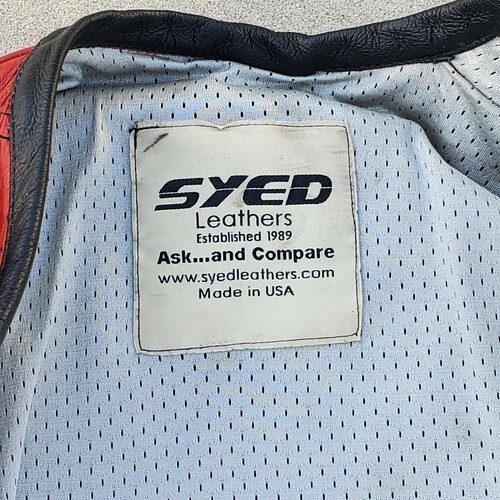 SYED
Leathers
Established 1989
Ask...and Compare
www.syedleathers.com
Made in USA